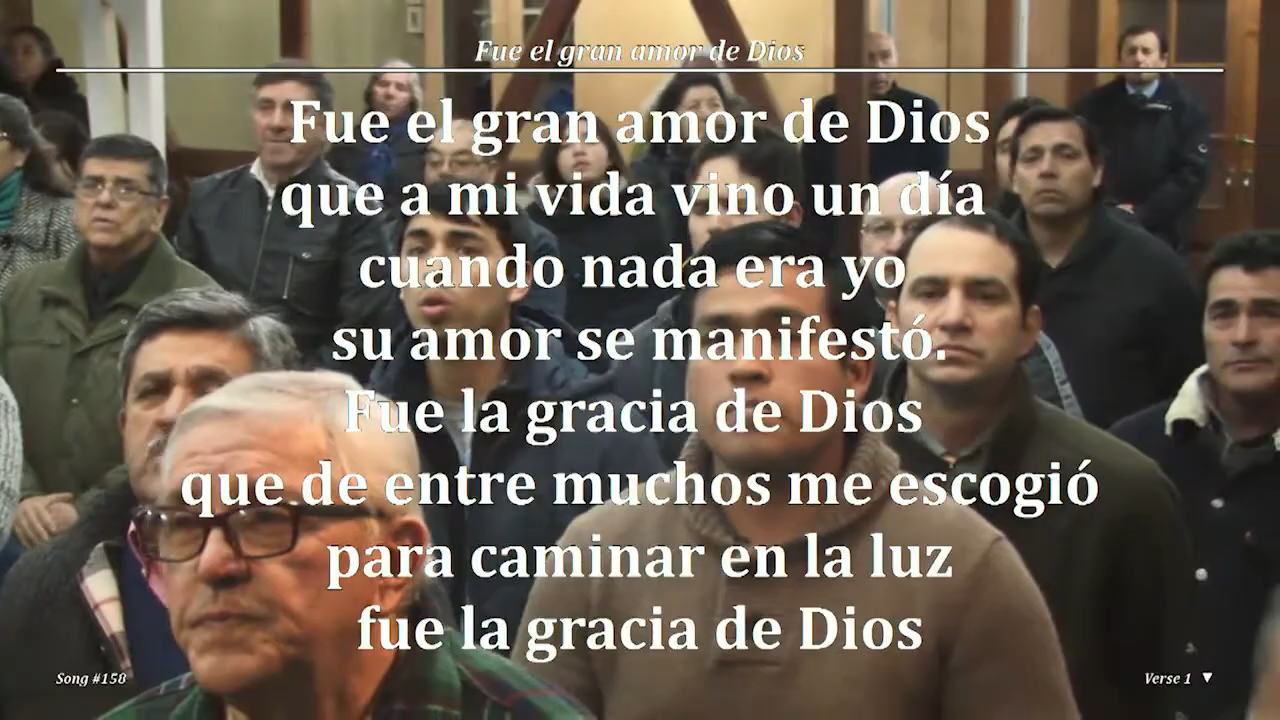 Fue el gran amor de Dios
Fue el gran amor de Dios
que a mi vida vino un día
cuando nada era yo
su amor se manifestó.
Fue la gracia de Dios
que de entre muchos me escogió
para caminar en la luz
fue la gracia de Dios
Song #158
Verse 1 ▼